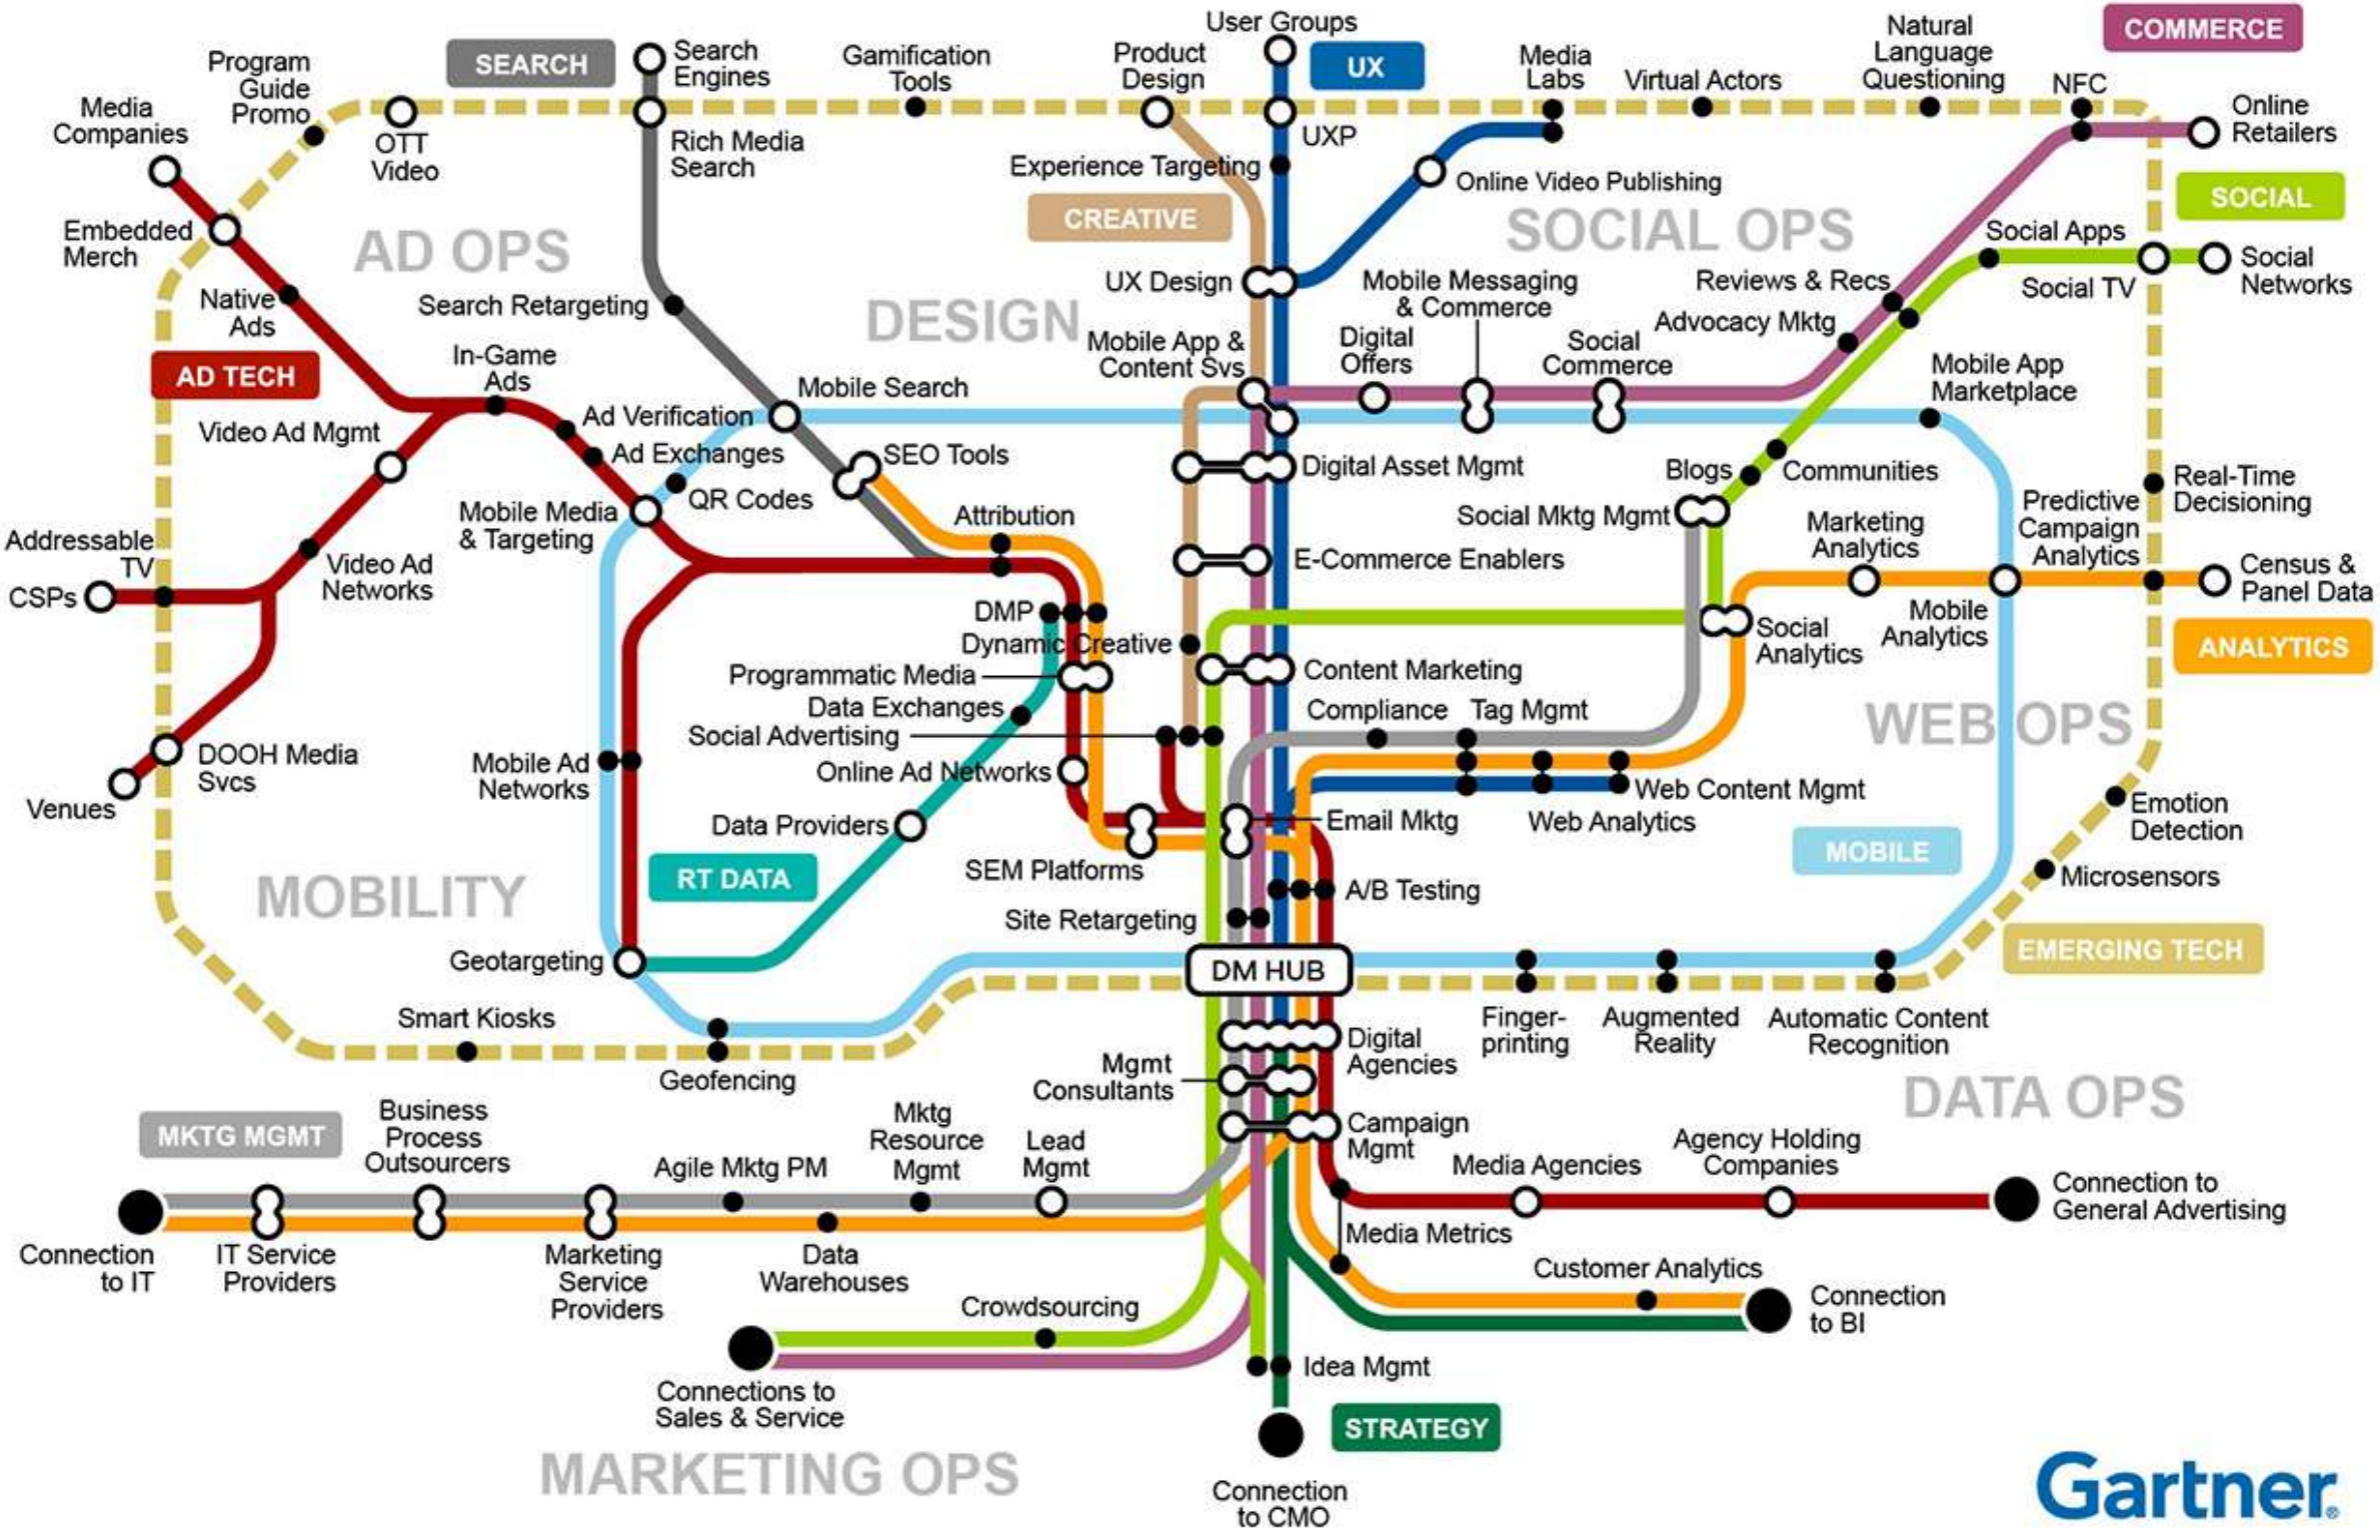 User Groups
COMMERCE
SEARCH
Search
Engines
Gamification
Tools
Product
Design
UX
Media
Labs
Virtual Actors
Natural
Language
Questioning
NFC
Online
Retailers
Program
Guide
Promo
Media
Companies
OTT
Video
Rich Media
Search
UXP
Experience Targeting
Online Video Publishing
CREATIVE
SOCIAL OPS
SOCIAL
Embedded
Merch
AD OPS
Social Apps
Social
Networks
Social TV
Native
Ads
Search Retargeting
DESIGN
UX Design
Mobile Messaging
& Commerce
Reviews & Recs
Advocacy Mktg
Mobile App &
Content Svs
Digital
Offers
Social
Commerce
Mobile App
Marketplace
AD TECH
In-Game
Ads
Mobile Search
Video Ad Mgmt
Ad Verification
Ad Exchanges
QR Codes
SEO Tools
Digital Asset Mgmt
Blogs
Communities
Real-Time
Decisioning
Mobile Media
& Targeting
Attribution
Social Mktg Mgmt
Marketing
Analytics
Predictive
Campaign
Analytics
Addressable
TV
CSPs
Video Ad
Networks
E-Commerce Enablers
Census &
Panel Data
DMP
Dynamic Creative
Social
Analytics
Mobile
Analytics
ANALYTICS
Programmatic Media
Content Marketing
Data Exchanges
Social Advertising
Compliance
Tag Mgmt
WEB OPS
DOOH Media
Svcs
Venues
Mobile Ad
Networks
Online Ad Networks
Web Content Mgmt
Data Providers
Email Mktg
Web Analytics
Emotion
Detection
MOBILE
RT DATA
SEM Platforms
A/B Testing
Microsensors
MOBILITY
Site Retargeting
EMERGING TECH
Geotargeting
DM HUB
Smart Kiosks
Finger-
printing
Augmented
Reality
Automatic Content
Recognition
Digital
Agencies
Geofencing
Mgmt
Consultants
DATA OPS
MKTG MGMT
Business
Process
Outsourcers
Agile Mktg PM
Mktg
Resource
Mgmt
Lead
Mgmt
Campaign
Mgmt
Media Agencies
Agency Holding
Companies
Connection to
General Advertising
Connection
to IT
IT Service
Providers
Marketing
Service
Providers
Data
Warehouses
Media Metrics
Customer Analytics
Connection
to BI
Crowdsourcing
Idea Mgmt
Connections to
Sales & Service
STRATEGY
MARKETING OPS
Connection
to CMO
Gartner®